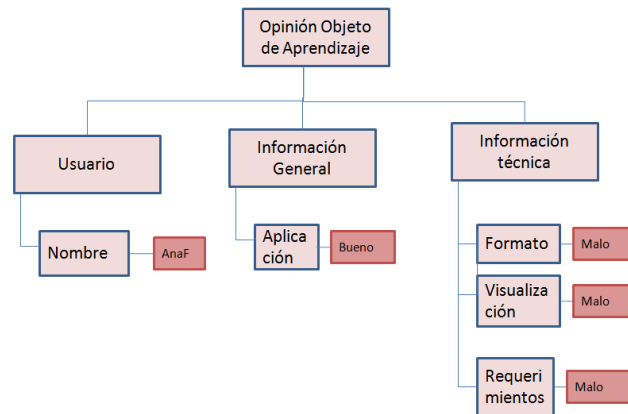 Opinión Objeto
de Aprendizaje
Usuario
Información
General
Información
técnica
Nombre
AnaF
Aplica
ción
Bueno
Formato
Malo
Visualiza
ción
Malo
Requeri
mientos
Malo